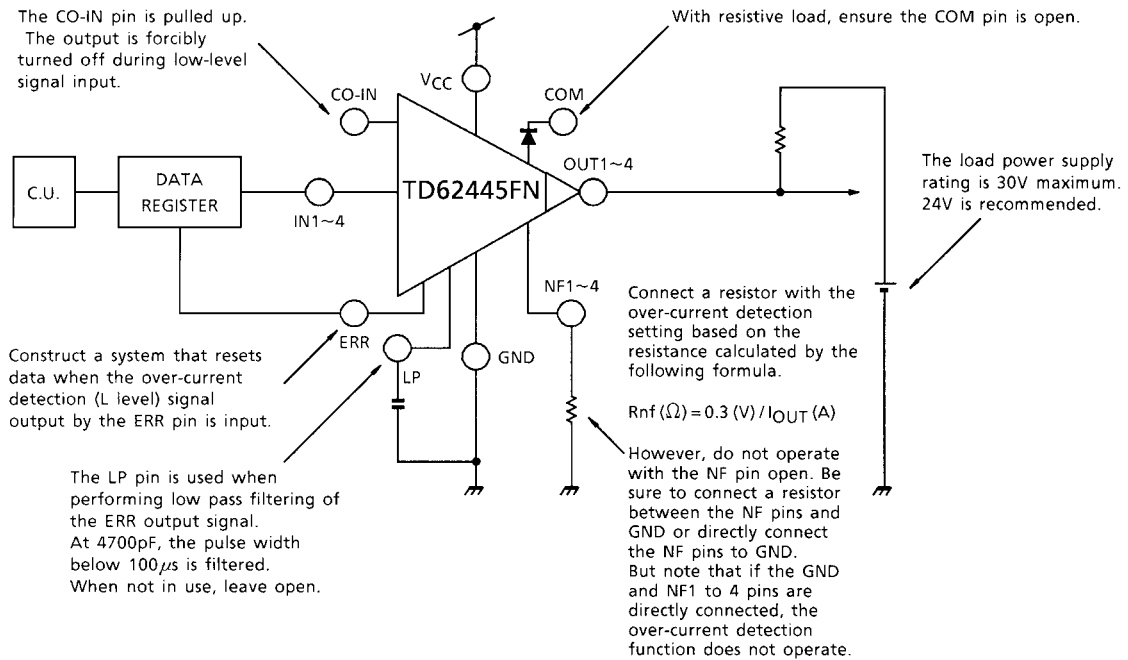 The CO-IN pin is pulled up.
The output is forcibly
turned off during low-level
signal input.
With resistive load, ensure the COM pin is open.
VCC
CO-IN
COM
OUT1~4
C.U.
DATA
REGISTER
IN1~4
TD62445FN
The load power supply
rating is 30V maximum.
24V is recommended.
NF1~4
ERR
LP
GND
Construct a system that resets
data when the over-current
detection (L level) signal
output by the ERR pin is input.
Connect a resistor with the
over-current detection
setting based on the
resistance calculated by the
following formula.
Rnf (Ω) = 0.3 (V) / IOUT (A)
The LP pin is used when
performing low pass filtering of
the ERR output signal.
At 4700pF, the pulse width
below 100μs is filtered.
When not in use, leave open.
However, do not operate
with the NF pin open. Be
sure to connect a resistor
between the NF pins and
GND or directly connect
the NF pins to GND.
But note that if the GND
and NF1 to 4 pins are
directly connected, the
over-current detection
function does not operate.